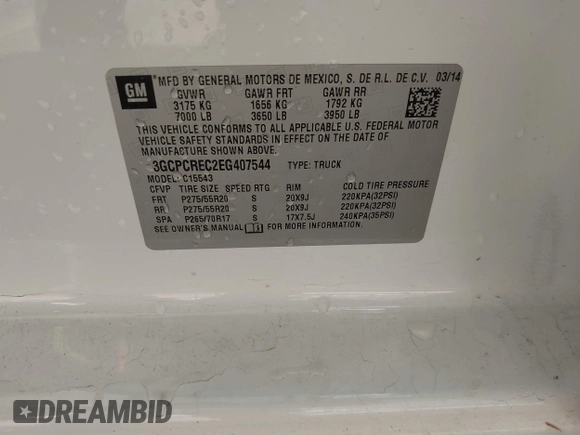 GM
MFD BY GENERAL MOTORS DE MEXICO, S. DE R.L. DE C.V. 03/14
GVWR GAWR FRT GAWR RR
3175 KG 1656 KG 1792 KG
7000 LB 3650 LB 3950 LB
THIS VEHICLE CONFORMS TO ALL APPLICABLE U.S. FEDERAL MOTOR
VEHICLE SAFETY STANDARDS IN EFFECT ON THE DATE OF
MANUFACTURE SHOWN ABOVE.
3GCPCREC2EG407544 TYPE: TRUCK
MODEL: C15543
CFVP TIRE SIZE SPEED RTG RIM COLD TIRE PRESSURE
FRT P275/55R20 S 20X9J 220KPA(32PSI)
RR P275/55R20 S 20X9J 220KPA(32PSI)
SPA P265/70R17 S 17X7.5J 240KPA(35PSI)
SEE OWNER'S MANUAL FOR MORE INFORMATION.
DREAMBID